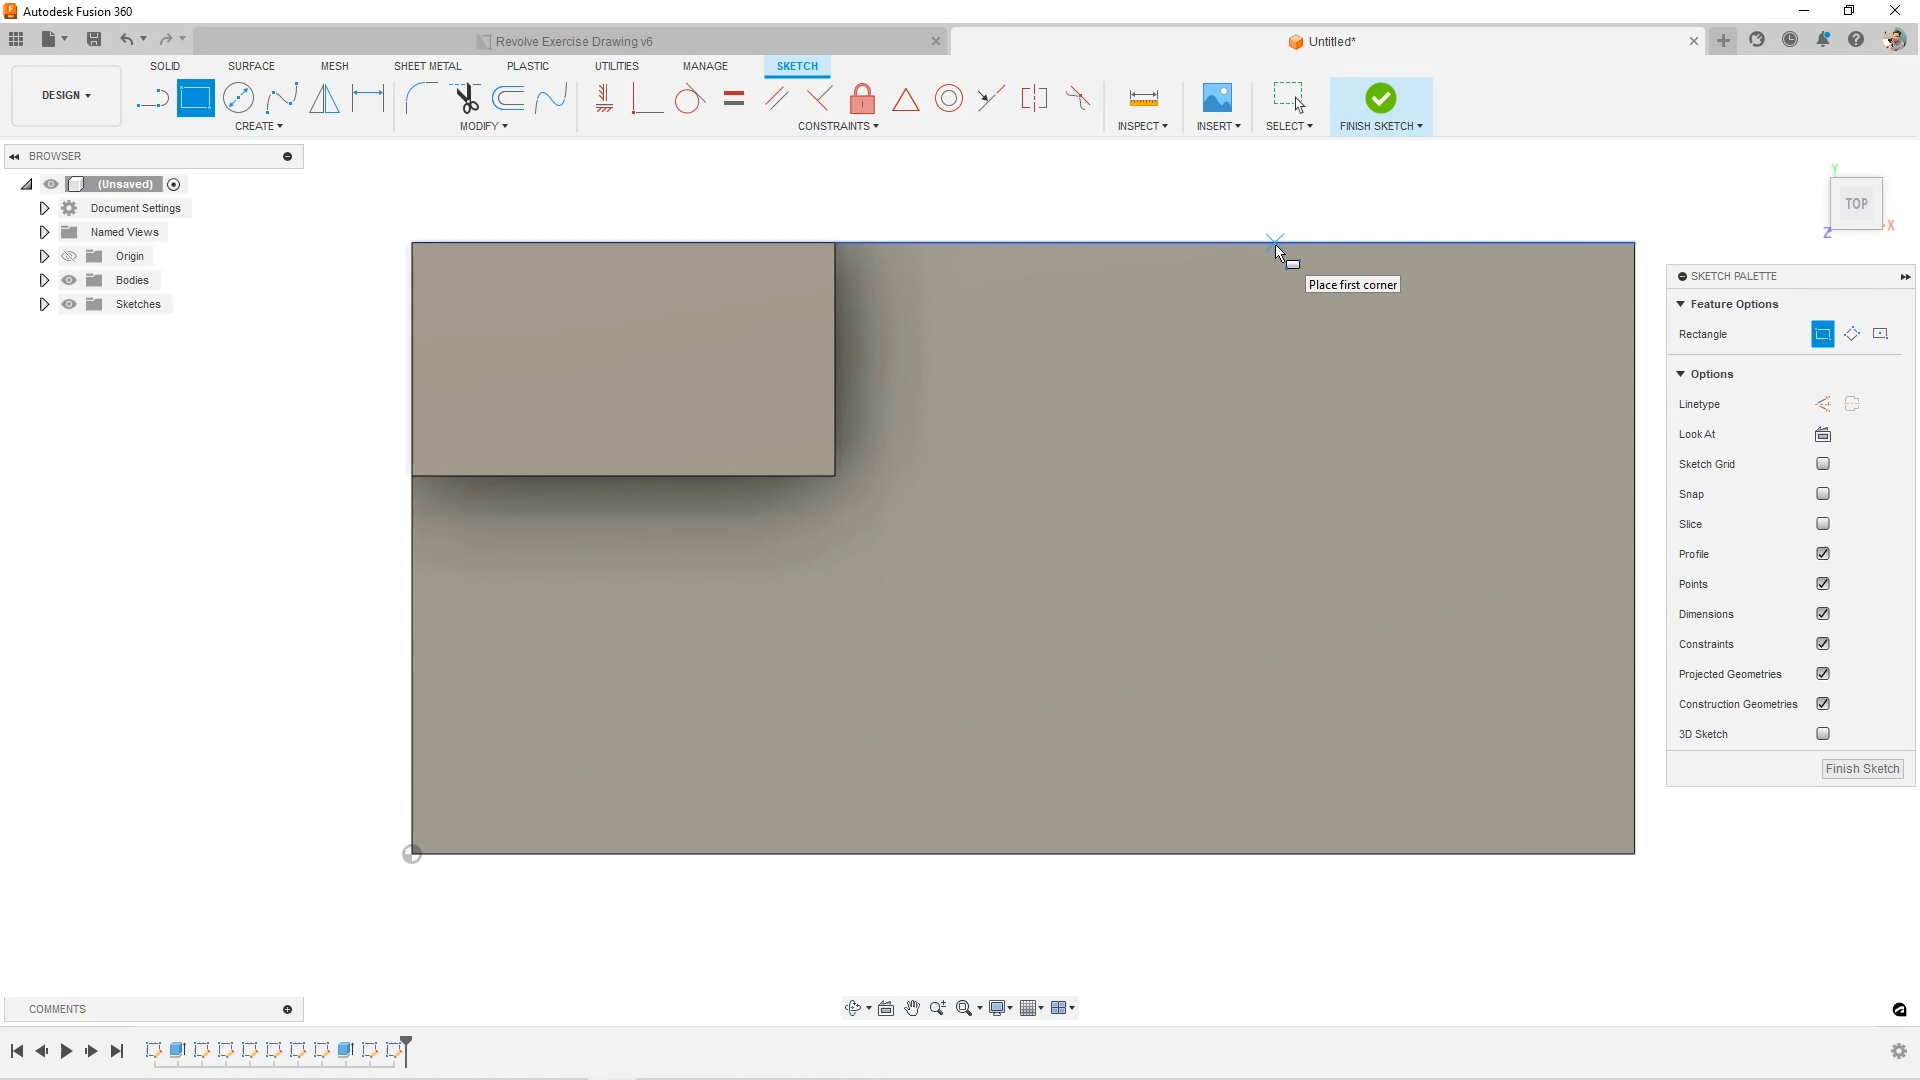 Autodesk Fusion 360
Revolve Exercise Drawing v6
Untitled*
DESIGN
SOLID
SURFACE
MESH
SHEET METAL
PLASTIC
UTILITIES
MANAGE
SKETCH
CREATE
MODIFY
CONSTRAINTS
INSPECT
INSERT
SELECT
FINISH SKETCH
BROWSER
(Unsaved)
Document Settings
Named Views
Origin
Bodies
Sketches
Place first corner
Y
TOP
X
Z
SKETCH PALETTE
Feature Options
Rectangle
Options
Linetype
Look At
Sketch Grid
Snap
Slice
Profile
Points
Dimensions
Constraints
Projected Geometries
Construction Geometries
3D Sketch
Finish Sketch
COMMENTS